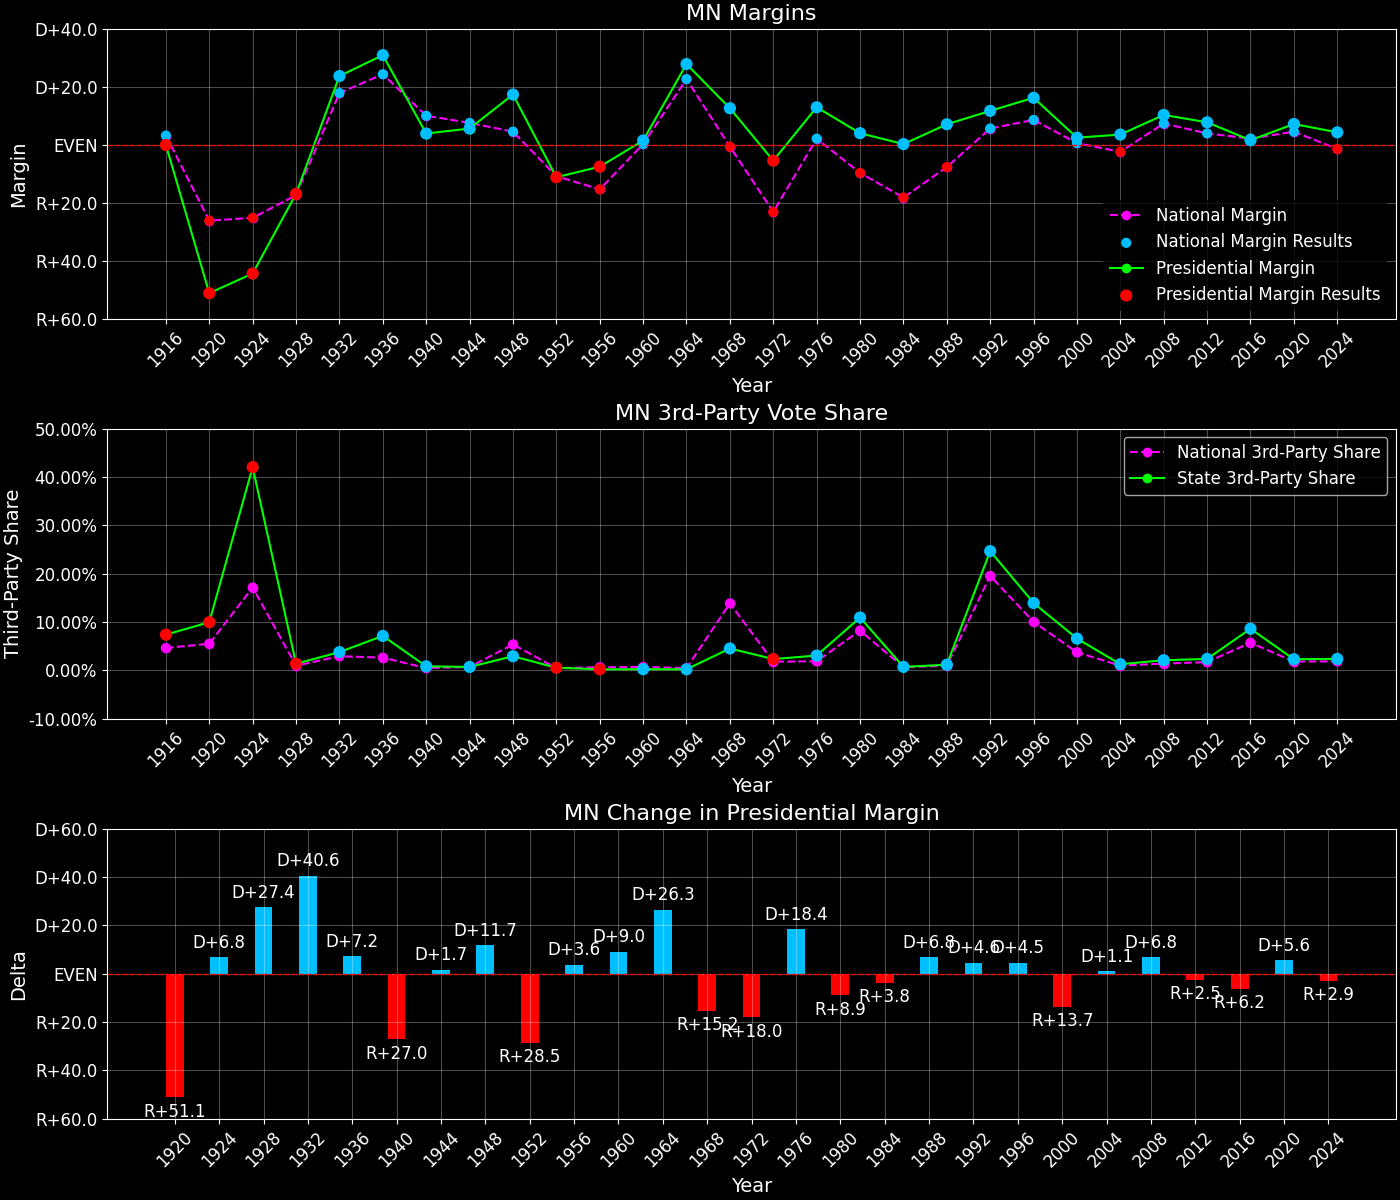 MN Margins
D+40.0
D+20.0
EVEN
R+20.0
R+40.0
R+60.0
Margin
National Margin
National Margin Results
Presidential Margin
Presidential Margin Results
1916 1920 1924 1928 1932 1936 1940 1944 1948 1952 1956 1960 1964 1968 1972 1976 1980 1984 1988 1992 1996 2000 2004 2008 2012 2016 2020 2024
Year
MN 3rd-Party Vote Share
50.00%
40.00%
30.00%
20.00%
10.00%
0.00%
-10.00%
Third-Party Share
National 3rd-Party Share
State 3rd-Party Share
1916 1920 1924 1928 1932 1936 1940 1944 1948 1952 1956 1960 1964 1968 1972 1976 1980 1984 1988 1992 1996 2000 2004 2008 2012 2016 2020 2024
Year
MN Change in Presidential Margin
D+60.0
D+40.0
D+20.0
EVEN
R+20.0
R+40.0
R+60.0
Delta
R+51.1
D+6.8
D+27.4
D+40.6
D+7.2
R+27.0
D+1.7
D+11.7
R+28.5
D+3.6
D+9.0
D+26.3
R+15.2
R+18.0
D+18.4
R+8.9
R+3.8
D+6.8
D+4.6
D+4.5
R+13.7
D+1.1
D+6.8
R+2.5
R+6.2
D+5.6
R+2.9
1920 1924 1928 1932 1936 1940 1944 1948 1952 1956 1960 1964 1968 1972 1976 1980 1984 1988 1992 1996 2000 2004 2008 2012 2016 2020 2024
Year